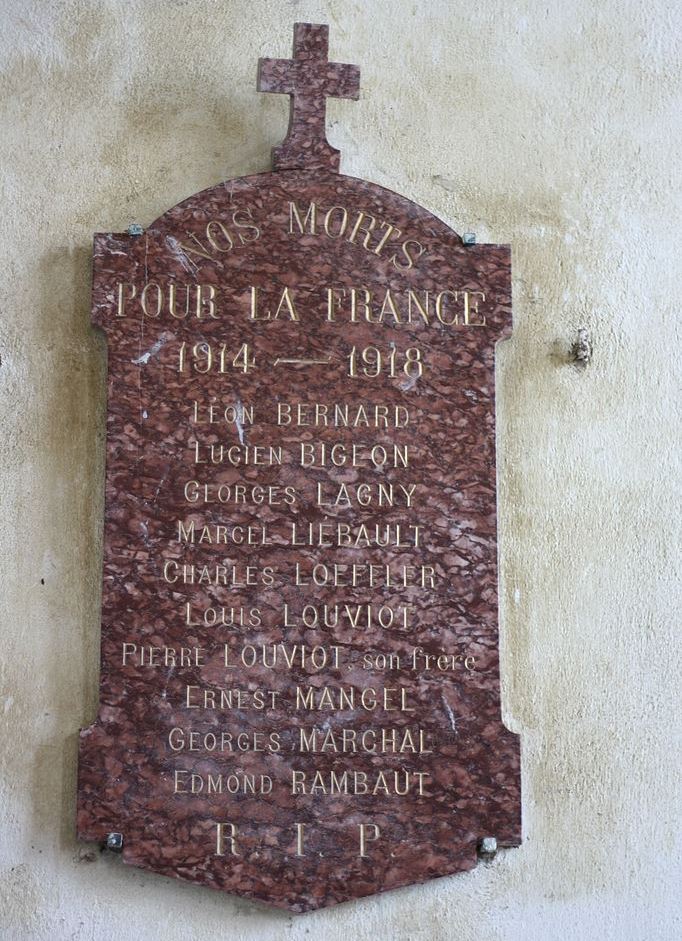 NOS MORTS
POUR LA FRANCE
1914 — 1918
LÉON BERNARD
LUCIEN BIGEON
GEORGES LAGNY
MARCEL LIÉBAULT
CHARLES LOEFFLER
LOUIS LOUVIOT
PIERRE LOUVIOT, son frère
ERNEST MANGEL
GEORGES MARCHAL
EDMOND RAMBAUT
R. I. P.